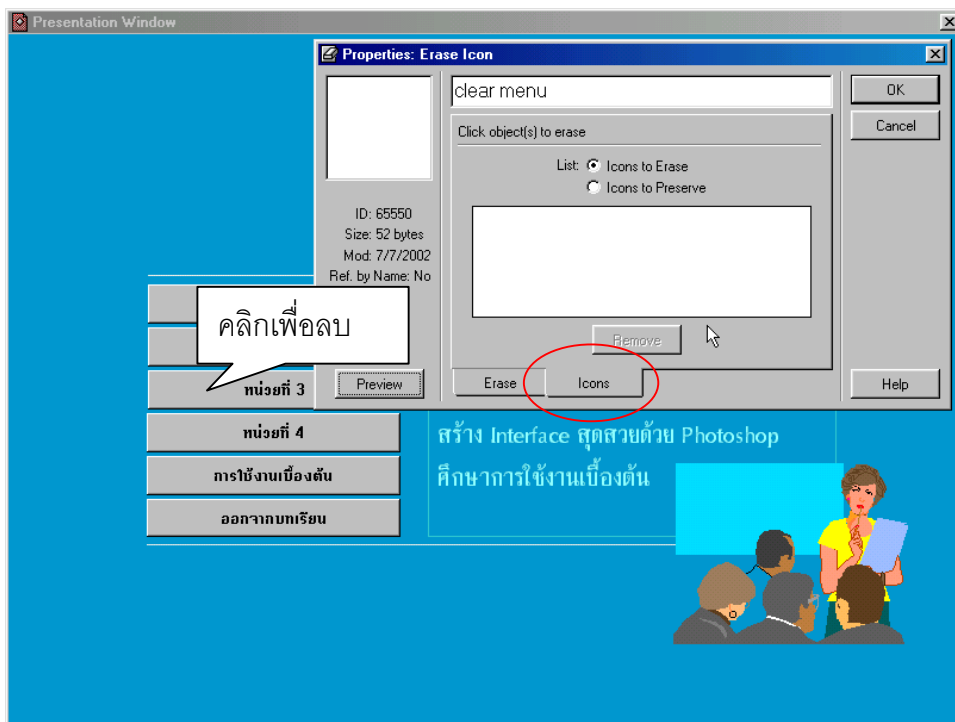 Presentation Window
Properties: Erase Icon
clear menu
OK
Cancel
Click object(s) to erase
List: Icons to Erase
Icons to Preserve
ID: 65550
Size: 52 bytes
Mod: 7/7/2002
Ref. by Name: No
คลิกเพื่อลบ
Remove
Preview
Erase
Icons
Help
หน่วยที่ 3
หน่วยที่ 4
การใช้งานเบื้องต้น
ออกจากบทเรียน
สร้าง Interface สุดสวยด้วย Photoshop
ศึกษาการใช้งานเบื้องต้น